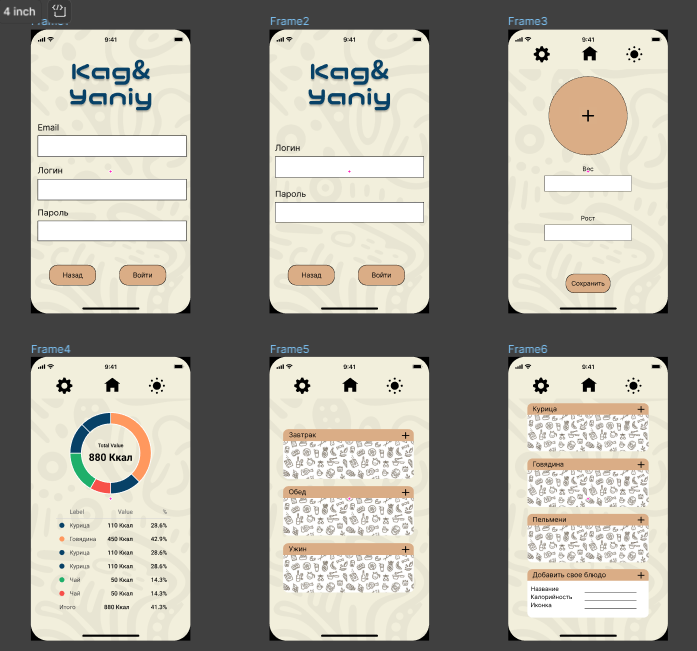 4 inch
Frame2
Frame3
9:41
Kag&
Yaniy
Email
Логин
Пароль
Назад
Войти
9:41
Kag&
Yaniy
Логин
Пароль
Назад
Войти
9:41
+
Вес
Рост
Сохранить
Frame4
Frame5
Frame6
9:41
Total Value
880 Ккал
Label Value %
Курица 110 Ккал 28.6%
Говядина 450 Ккал 42.9%
Курица 110 Ккал 28.6%
Курица 110 Ккал 28.6%
Чай 50 Ккал 14.3%
Чай 50 Ккал 14.3%
Итого 880 Ккал 41.3%
9:41
Завтрак +
Обед +
Ужин +
9:41
Курица +
Говядина +
Пельмени +
Добавить свое блюдо +
Название
Калорийность
Иконка